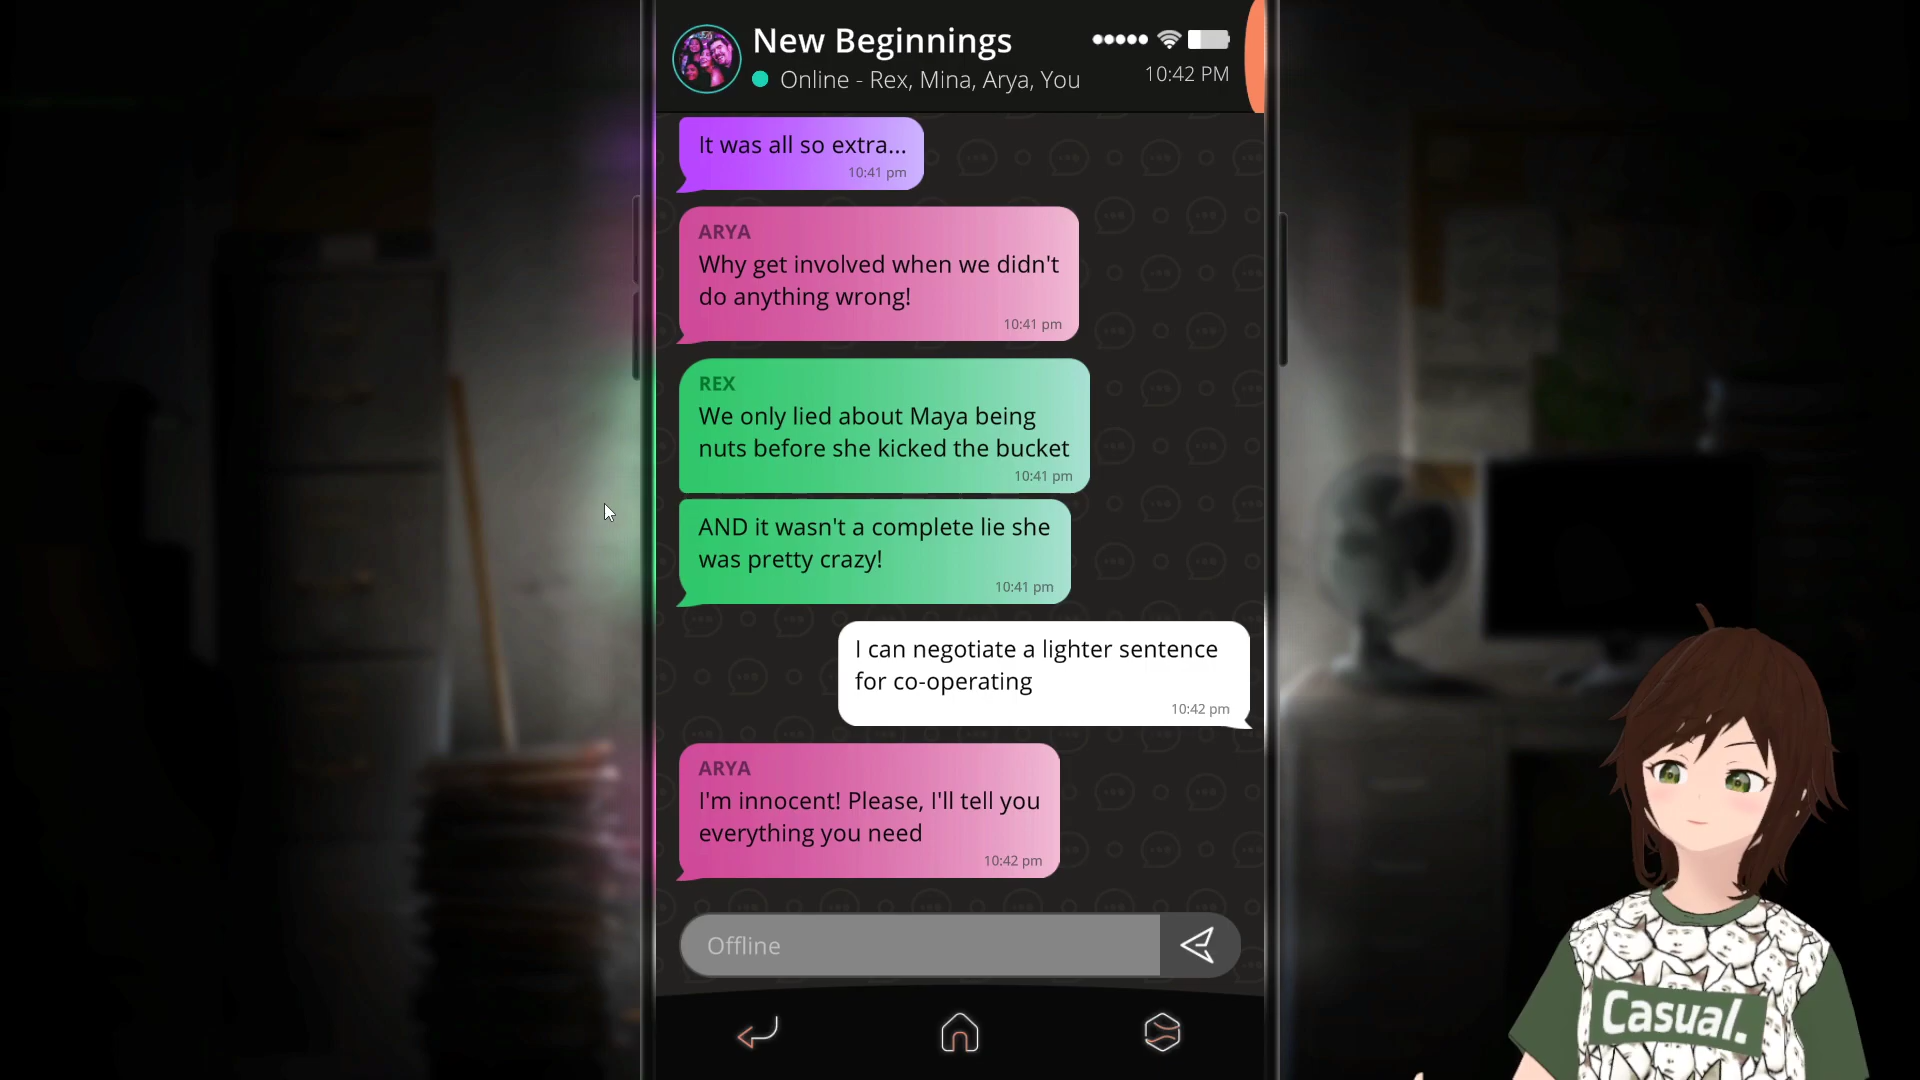 New Beginnings
Online - Rex, Mina, Arya, You
10:42 PM
It was all so extra...
10:41 pm
ARYA
Why get involved when we didn't
do anything wrong!
10:41 pm
REX
We only lied about Maya being
nuts before she kicked the bucket
10:41 pm
AND it wasn't a complete lie she
was pretty crazy!
10:41 pm
I can negotiate a lighter sentence
for co-operating
10:42 pm
ARYA
I'm innocent! Please, I'll tell you
everything you need
10:42 pm
Offline
Casual.